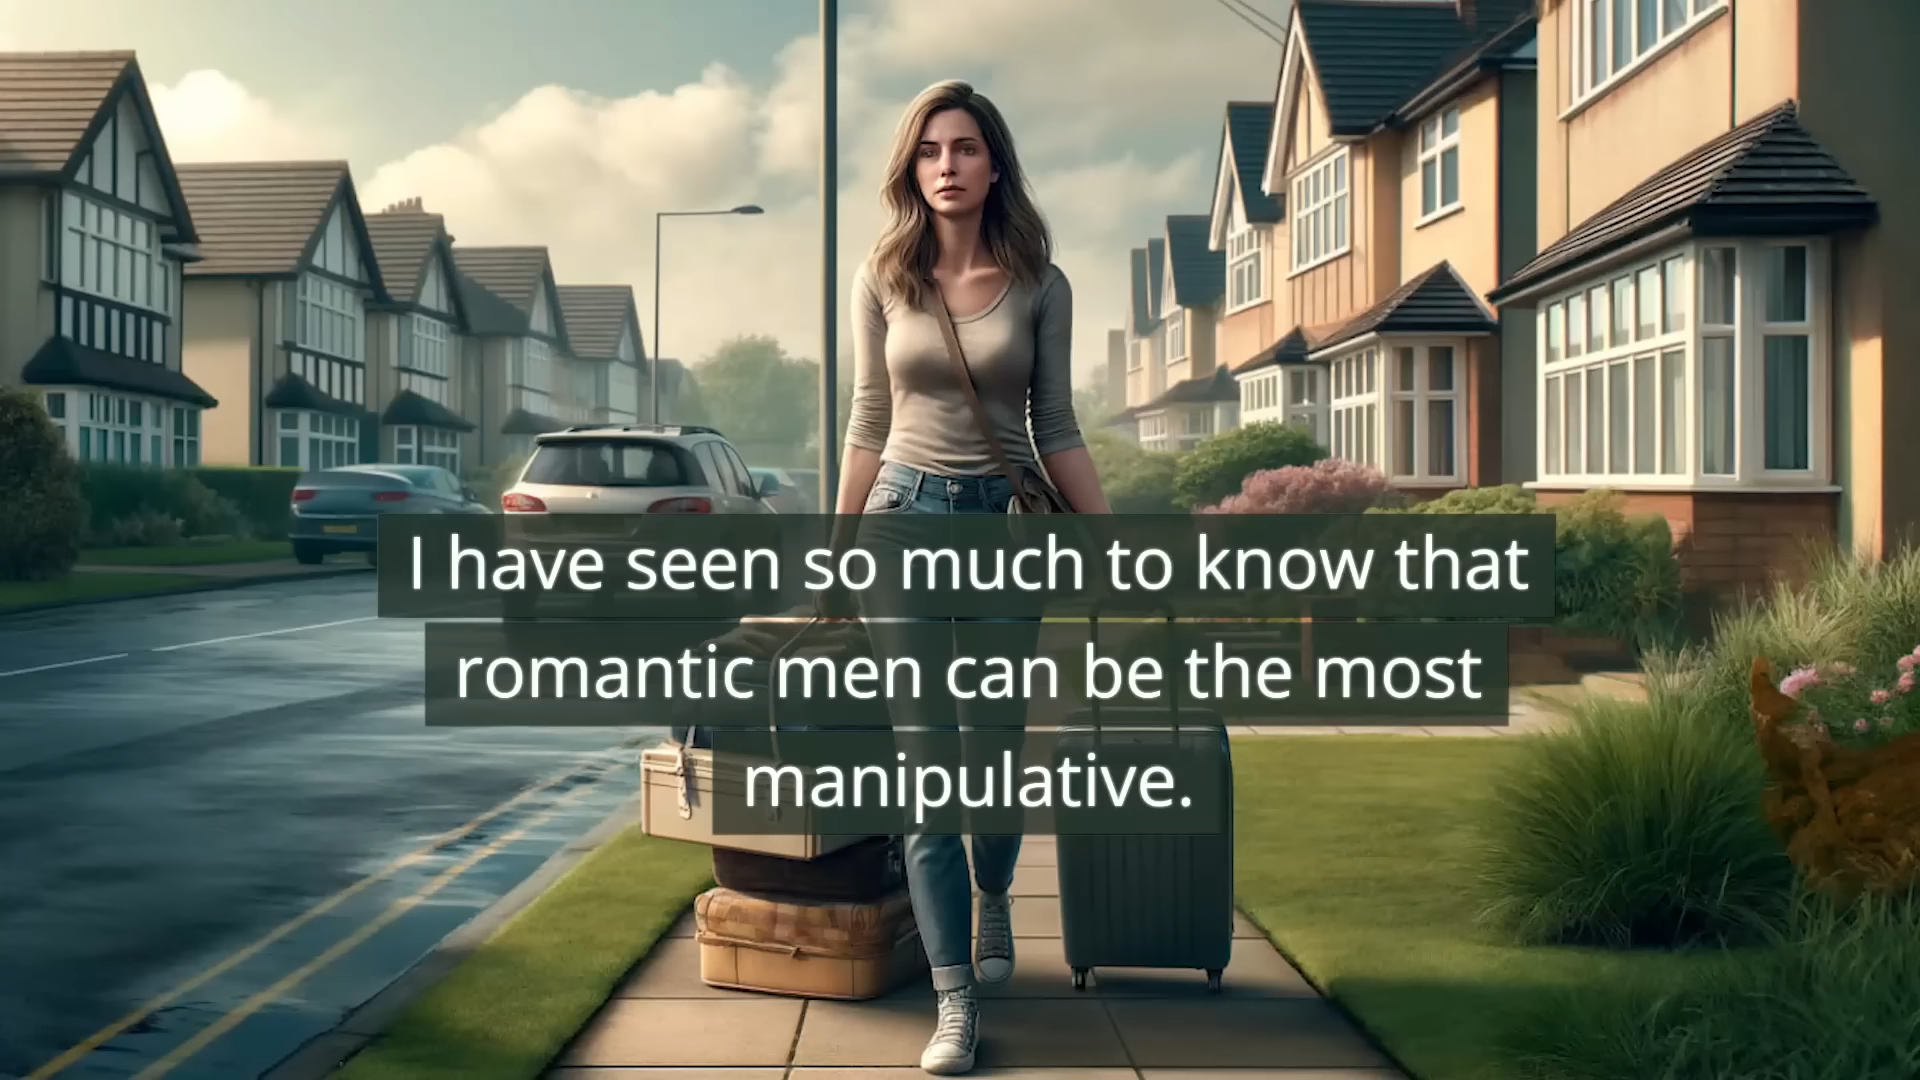 I have seen so much to know that
romantic men can be the most
manipulative.